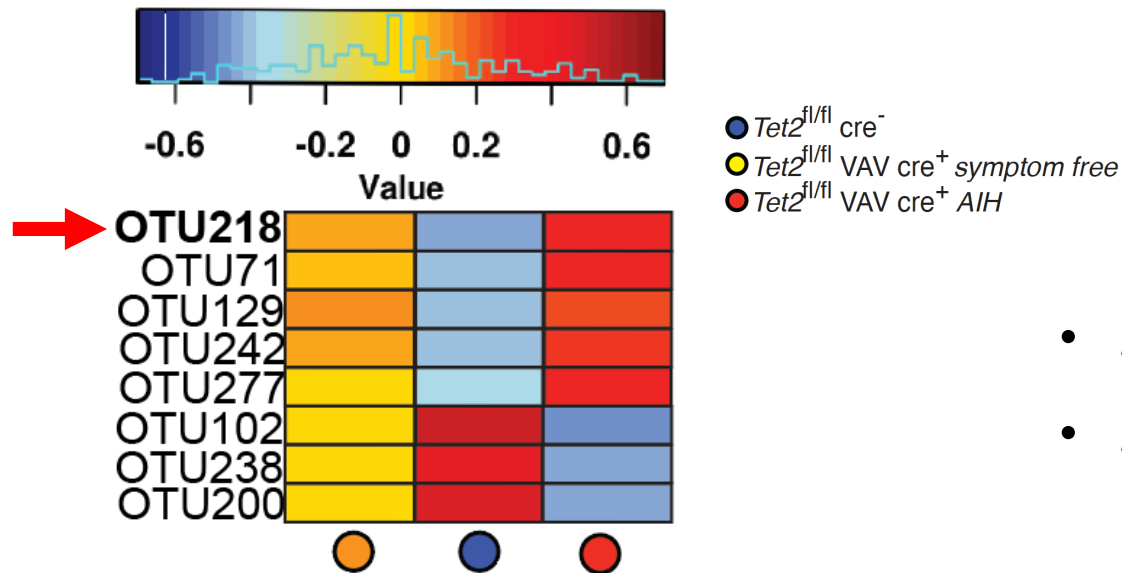 -0.6 -0.2 0 0.2 0.6
Value
Tet2fl/fl cre-
Tet2fl/fl VAV cre+ symptom free
Tet2fl/fl VAV cre+ AIH
OTU218
OTU71
OTU129
OTU242
OTU277
OTU102
OTU238
OTU200